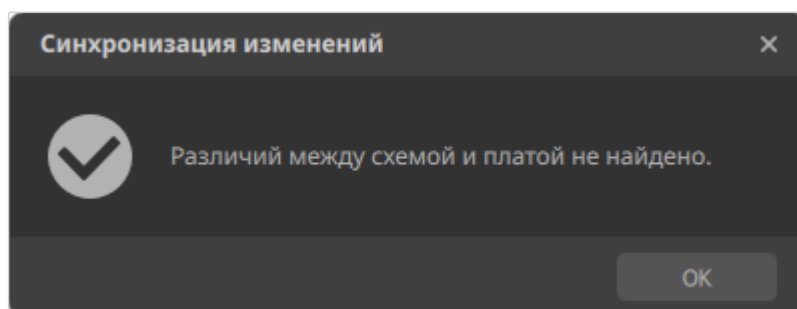 Синхронизация изменений
Различий между схемой и платой не найдено.
OK